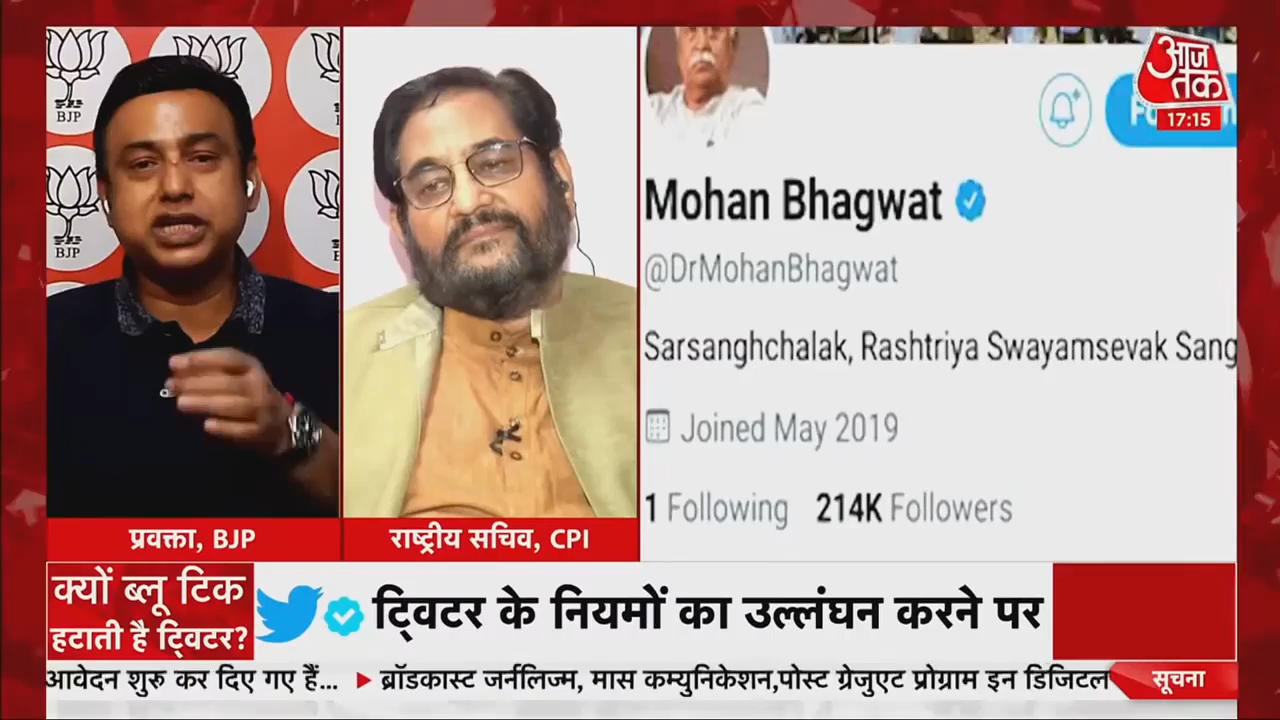 BJP
BJP
BJP
BJP
आज
तक
17:15
Mohan Bhagwat
@DrMohanBhagwat
Sarsanghchalak, Rashtriya Swayamsevak Sang
Joined May 2019
1 Following 214K Followers
प्रवक्ता, BJP
राष्ट्रीय सचिव, CPI
क्यों ब्लू टिक
हटाती है ट्विटर?
ट्विटर के नियमों का उल्लंघन करने पर
आवेदन शुरू कर दिए गए हैं... ब्रॉडकास्ट जर्नलिज्म, मास कम्युनिकेशन,पोस्ट ग्रेजुएट प्रोग्राम इन डिजिटल
सूचना